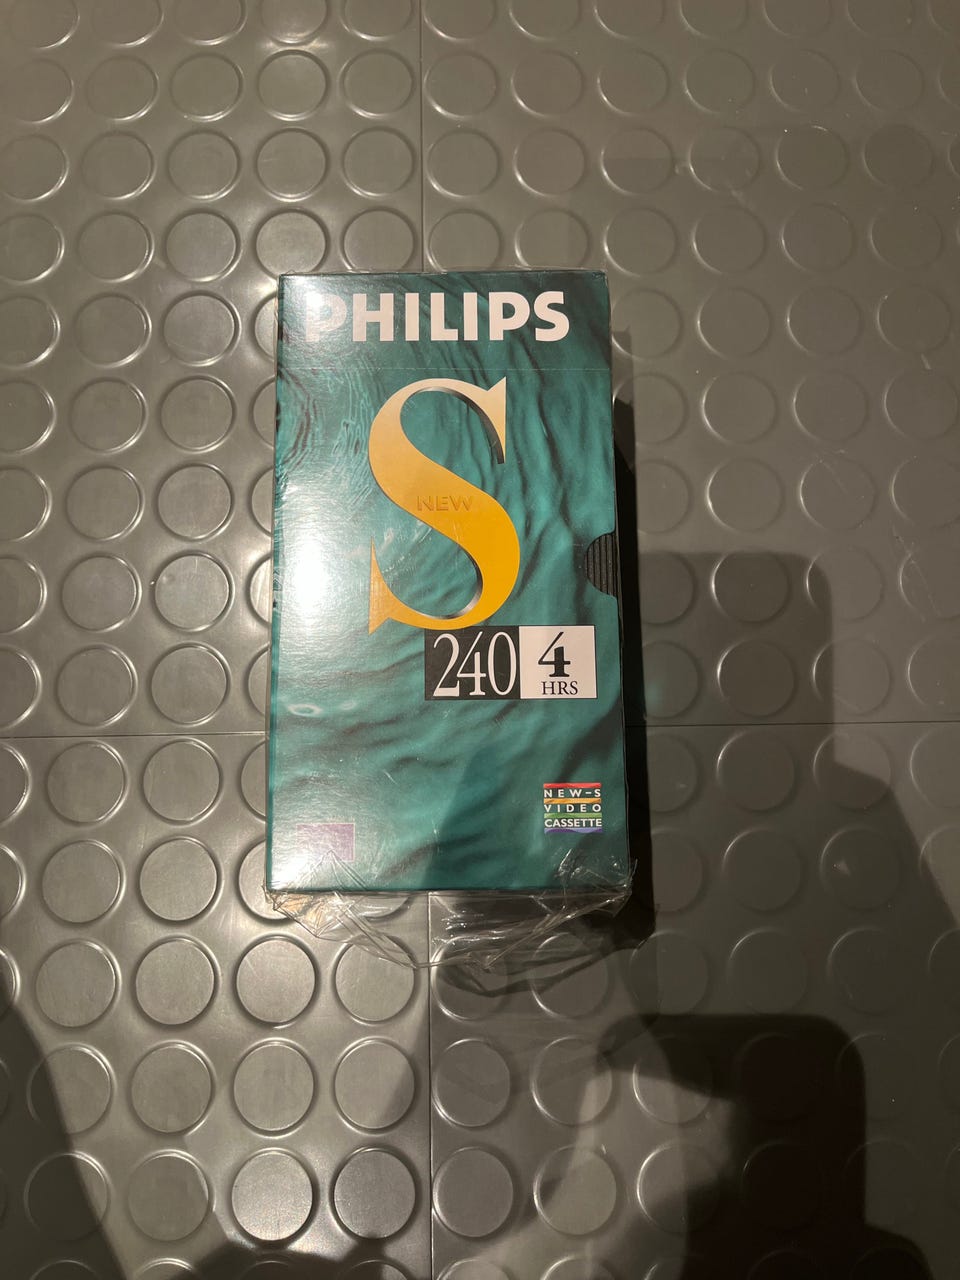 PHILIPS
S
NEW
240 4
HRS
NEW-S
VIDEO
CASSETTE